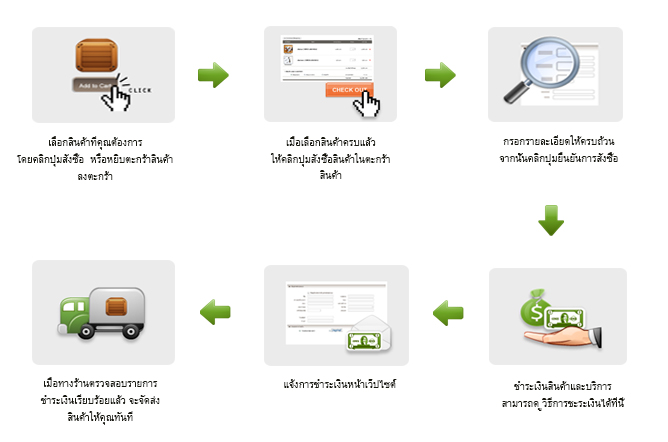 Add to Cart
CLICK
CHECK OUT
เลือกสินค้าที่คุณต้องการ
โดยคลิกปุ่มสั่งซื้อ หรือหยิบตะกร้าสินค้า
ลงตะกร้า
เมื่อเลือกสินค้าครบแล้ว
ให้คลิกปุ่มสั่งซื้อสินค้าในตะกร้า
สินค้า
กรอกรายละเอียดให้ครบถ้วน
จากนั้นคลิกปุ่มยืนยันการสั่งซื้อ
ชำระเงินสินค้าและบริการ
สามารถดูวิธีการชะระเงินได้ที่นี่
แจ้งการชำระเงินหน้าเว็ปไซต์
เมื่อทางร้านตรวจสอบรายการ
ชำระเงินเรียบร้อยแล้ว จะจัดส่ง
สินค้าให้คุณทันที